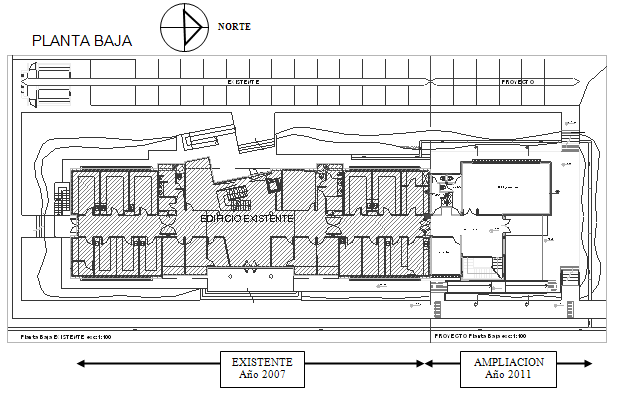 NORTE
PLANTA BAJA
EXISTENTE
PROYECTO
EDIFICIO EXISTENTE
Planta Baja EXISTENTE esc:1:100
PROYECTO Planta Baja esc:1:100
EXISTENTE
Año 2007
AMPLIACION
Año 2011